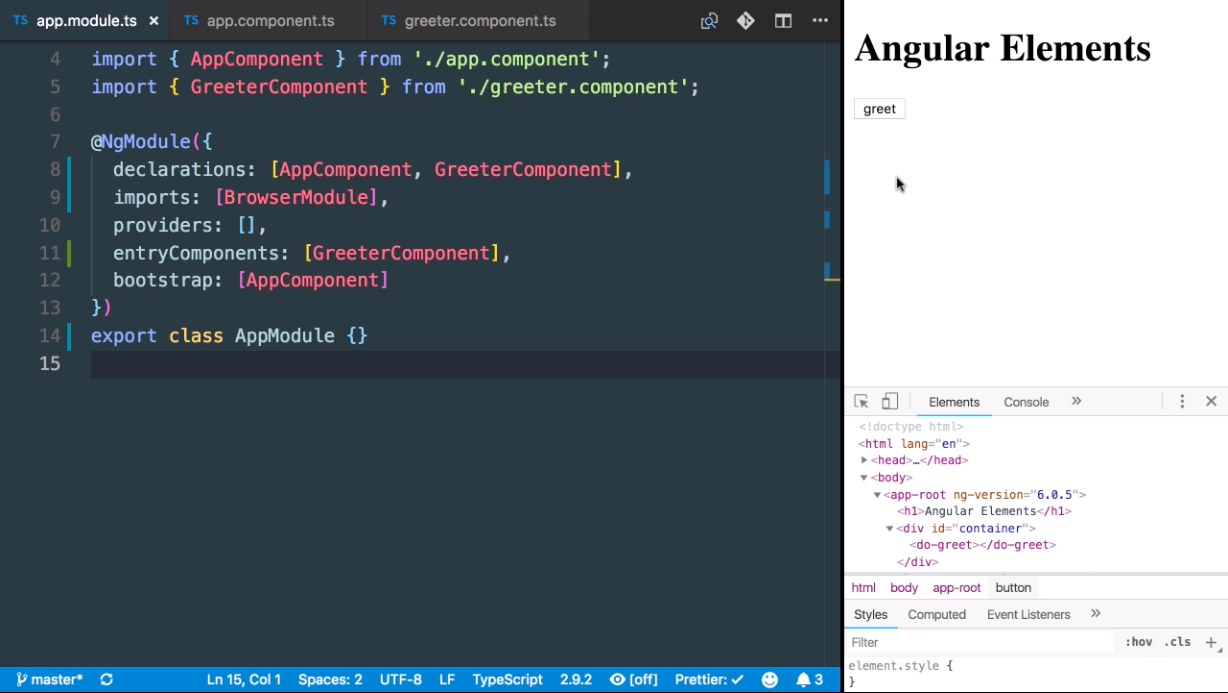 TS app.module.ts × TS app.component.ts TS greeter.component.ts
4 import { AppComponent } from './app.component';
5 import { GreeterComponent } from './greeter.component';
6
7 @NgModule({
8 declarations: [AppComponent, GreeterComponent],
9 imports: [BrowserModule],
10 providers: [],
11 entryComponents: [GreeterComponent],
12 bootstrap: [AppComponent]
13 })
14 export class AppModule {}
15
master* Ln 15, Col 1 Spaces: 2 UTF-8 LF TypeScript 2.9.2 [off] Prettier: ✓ 3
Angular Elements
greet
Elements Console »
<!doctype html>
<html lang="en">
▶<head>…</head>
▼<body>
▼<app-root ng-version="6.0.5">
<h1>Angular Elements</h1>
▼<div id="container">
<do-greet></do-greet>
</div>
html body app-root button
Styles Computed Event Listeners »
Filter :hov .cls +
element.style {
}